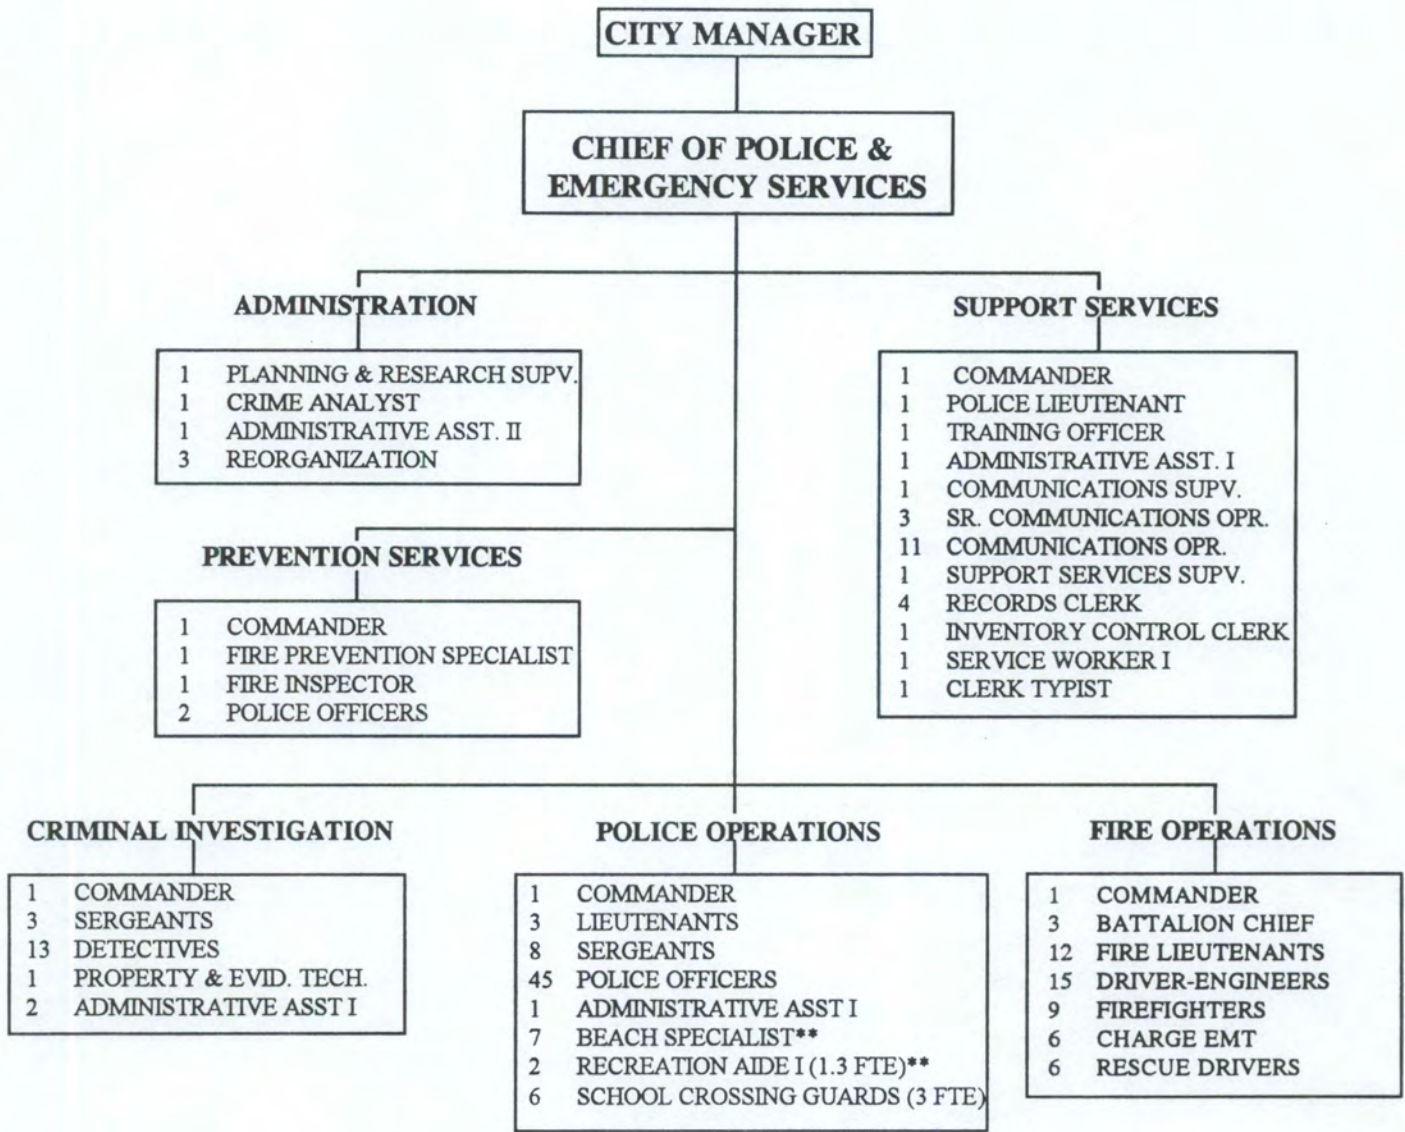 CITY MANAGER
CHIEF OF POLICE &
EMERGENCY SERVICES
ADMINISTRATION
1 PLANNING & RESEARCH SUPV.
1 CRIME ANALYST
1 ADMINISTRATIVE ASST. II
3 REORGANIZATION
SUPPORT SERVICES
1 COMMANDER
1 POLICE LIEUTENANT
1 TRAINING OFFICER
1 ADMINISTRATIVE ASST. I
1 COMMUNICATIONS SUPV.
3 SR. COMMUNICATIONS OPR.
11 COMMUNICATIONS OPR.
1 SUPPORT SERVICES SUPV.
4 RECORDS CLERK
1 INVENTORY CONTROL CLERK
1 SERVICE WORKER I
1 CLERK TYPIST
PREVENTION SERVICES
1 COMMANDER
1 FIRE PREVENTION SPECIALIST
1 FIRE INSPECTOR
2 POLICE OFFICERS
CRIMINAL INVESTIGATION
1 COMMANDER
3 SERGEANTS
13 DETECTIVES
1 PROPERTY & EVID. TECH.
2 ADMINISTRATIVE ASST I
POLICE OPERATIONS
1 COMMANDER
3 LIEUTENANTS
8 SERGEANTS
45 POLICE OFFICERS
1 ADMINISTRATIVE ASST I
7 BEACH SPECIALIST**
2 RECREATION AIDE I (1.3 FTE)**
6 SCHOOL CROSSING GUARDS (3 FTE)
FIRE OPERATIONS
1 COMMANDER
3 BATTALION CHIEF
12 FIRE LIEUTENANTS
15 DRIVER-ENGINEERS
9 FIREFIGHTERS
6 CHARGE EMT
6 RESCUE DRIVERS